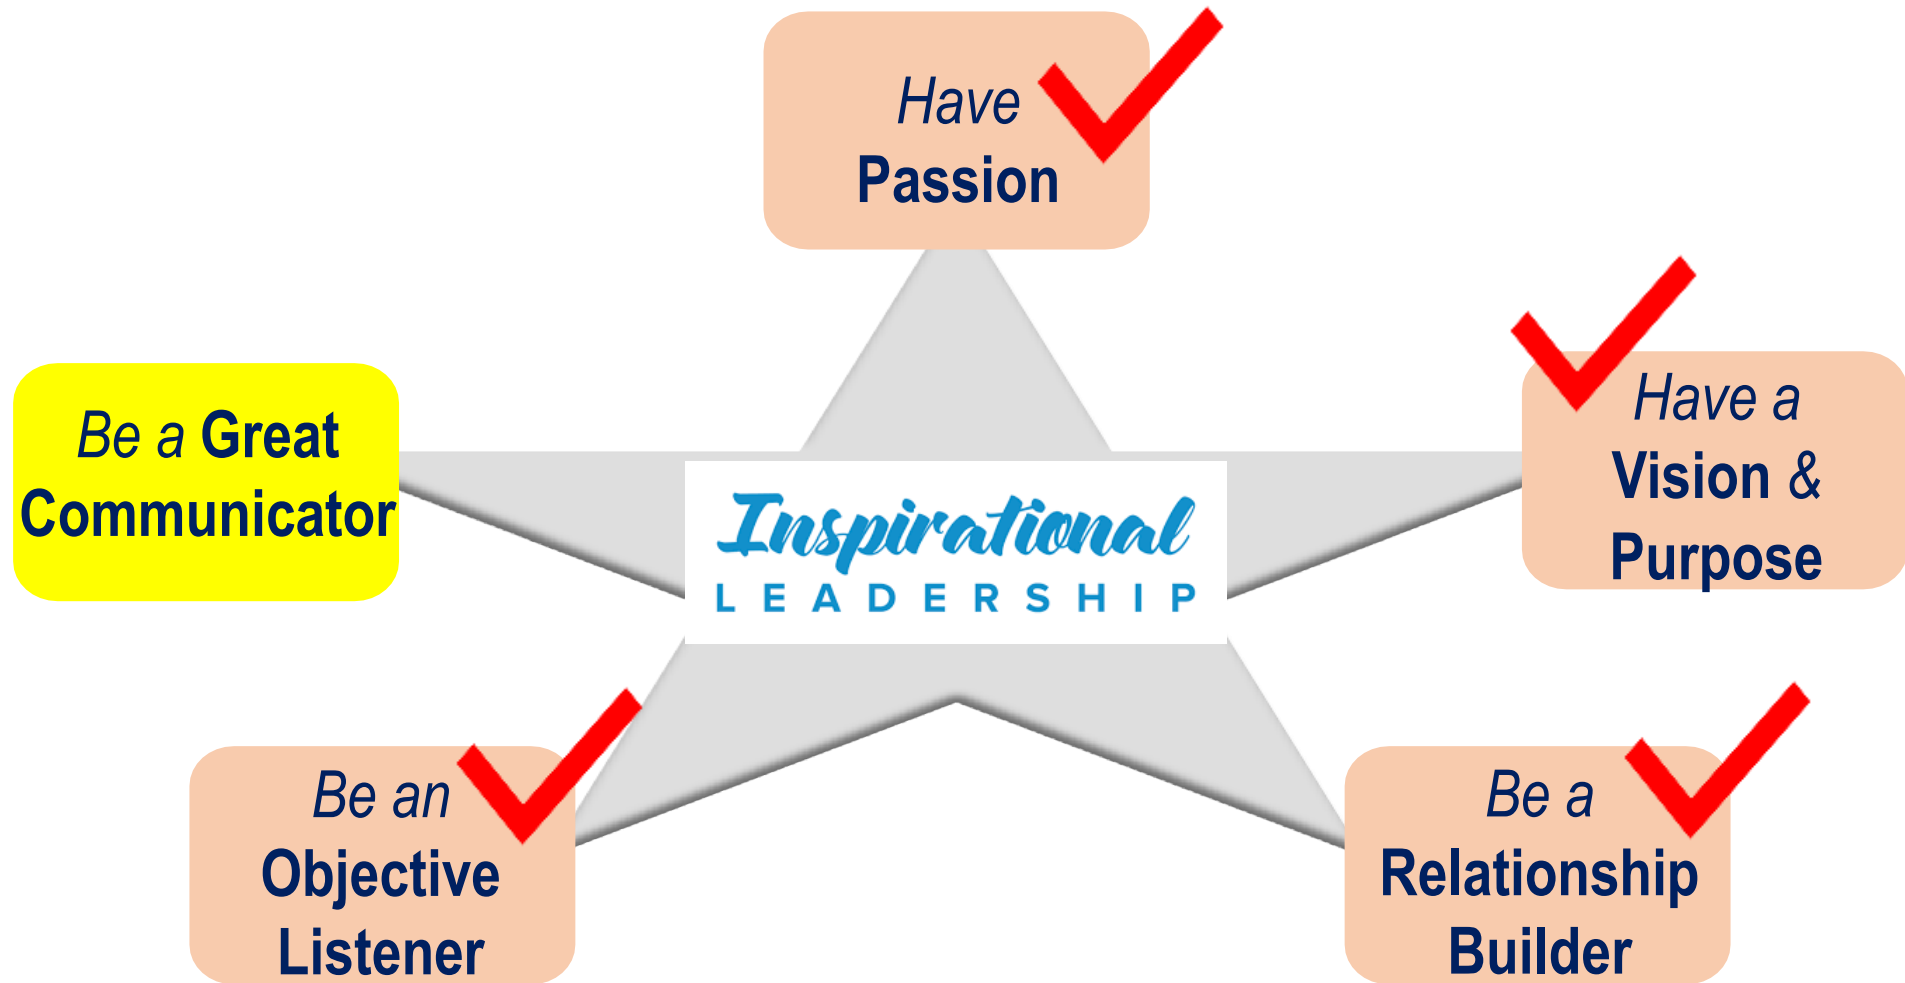 Have
Passion
Be a Great
Communicator
Inspirational
LEADERSHIP
Have a
Vision &
Purpose
Be an
Objective
Listener
Be a
Relationship
Builder